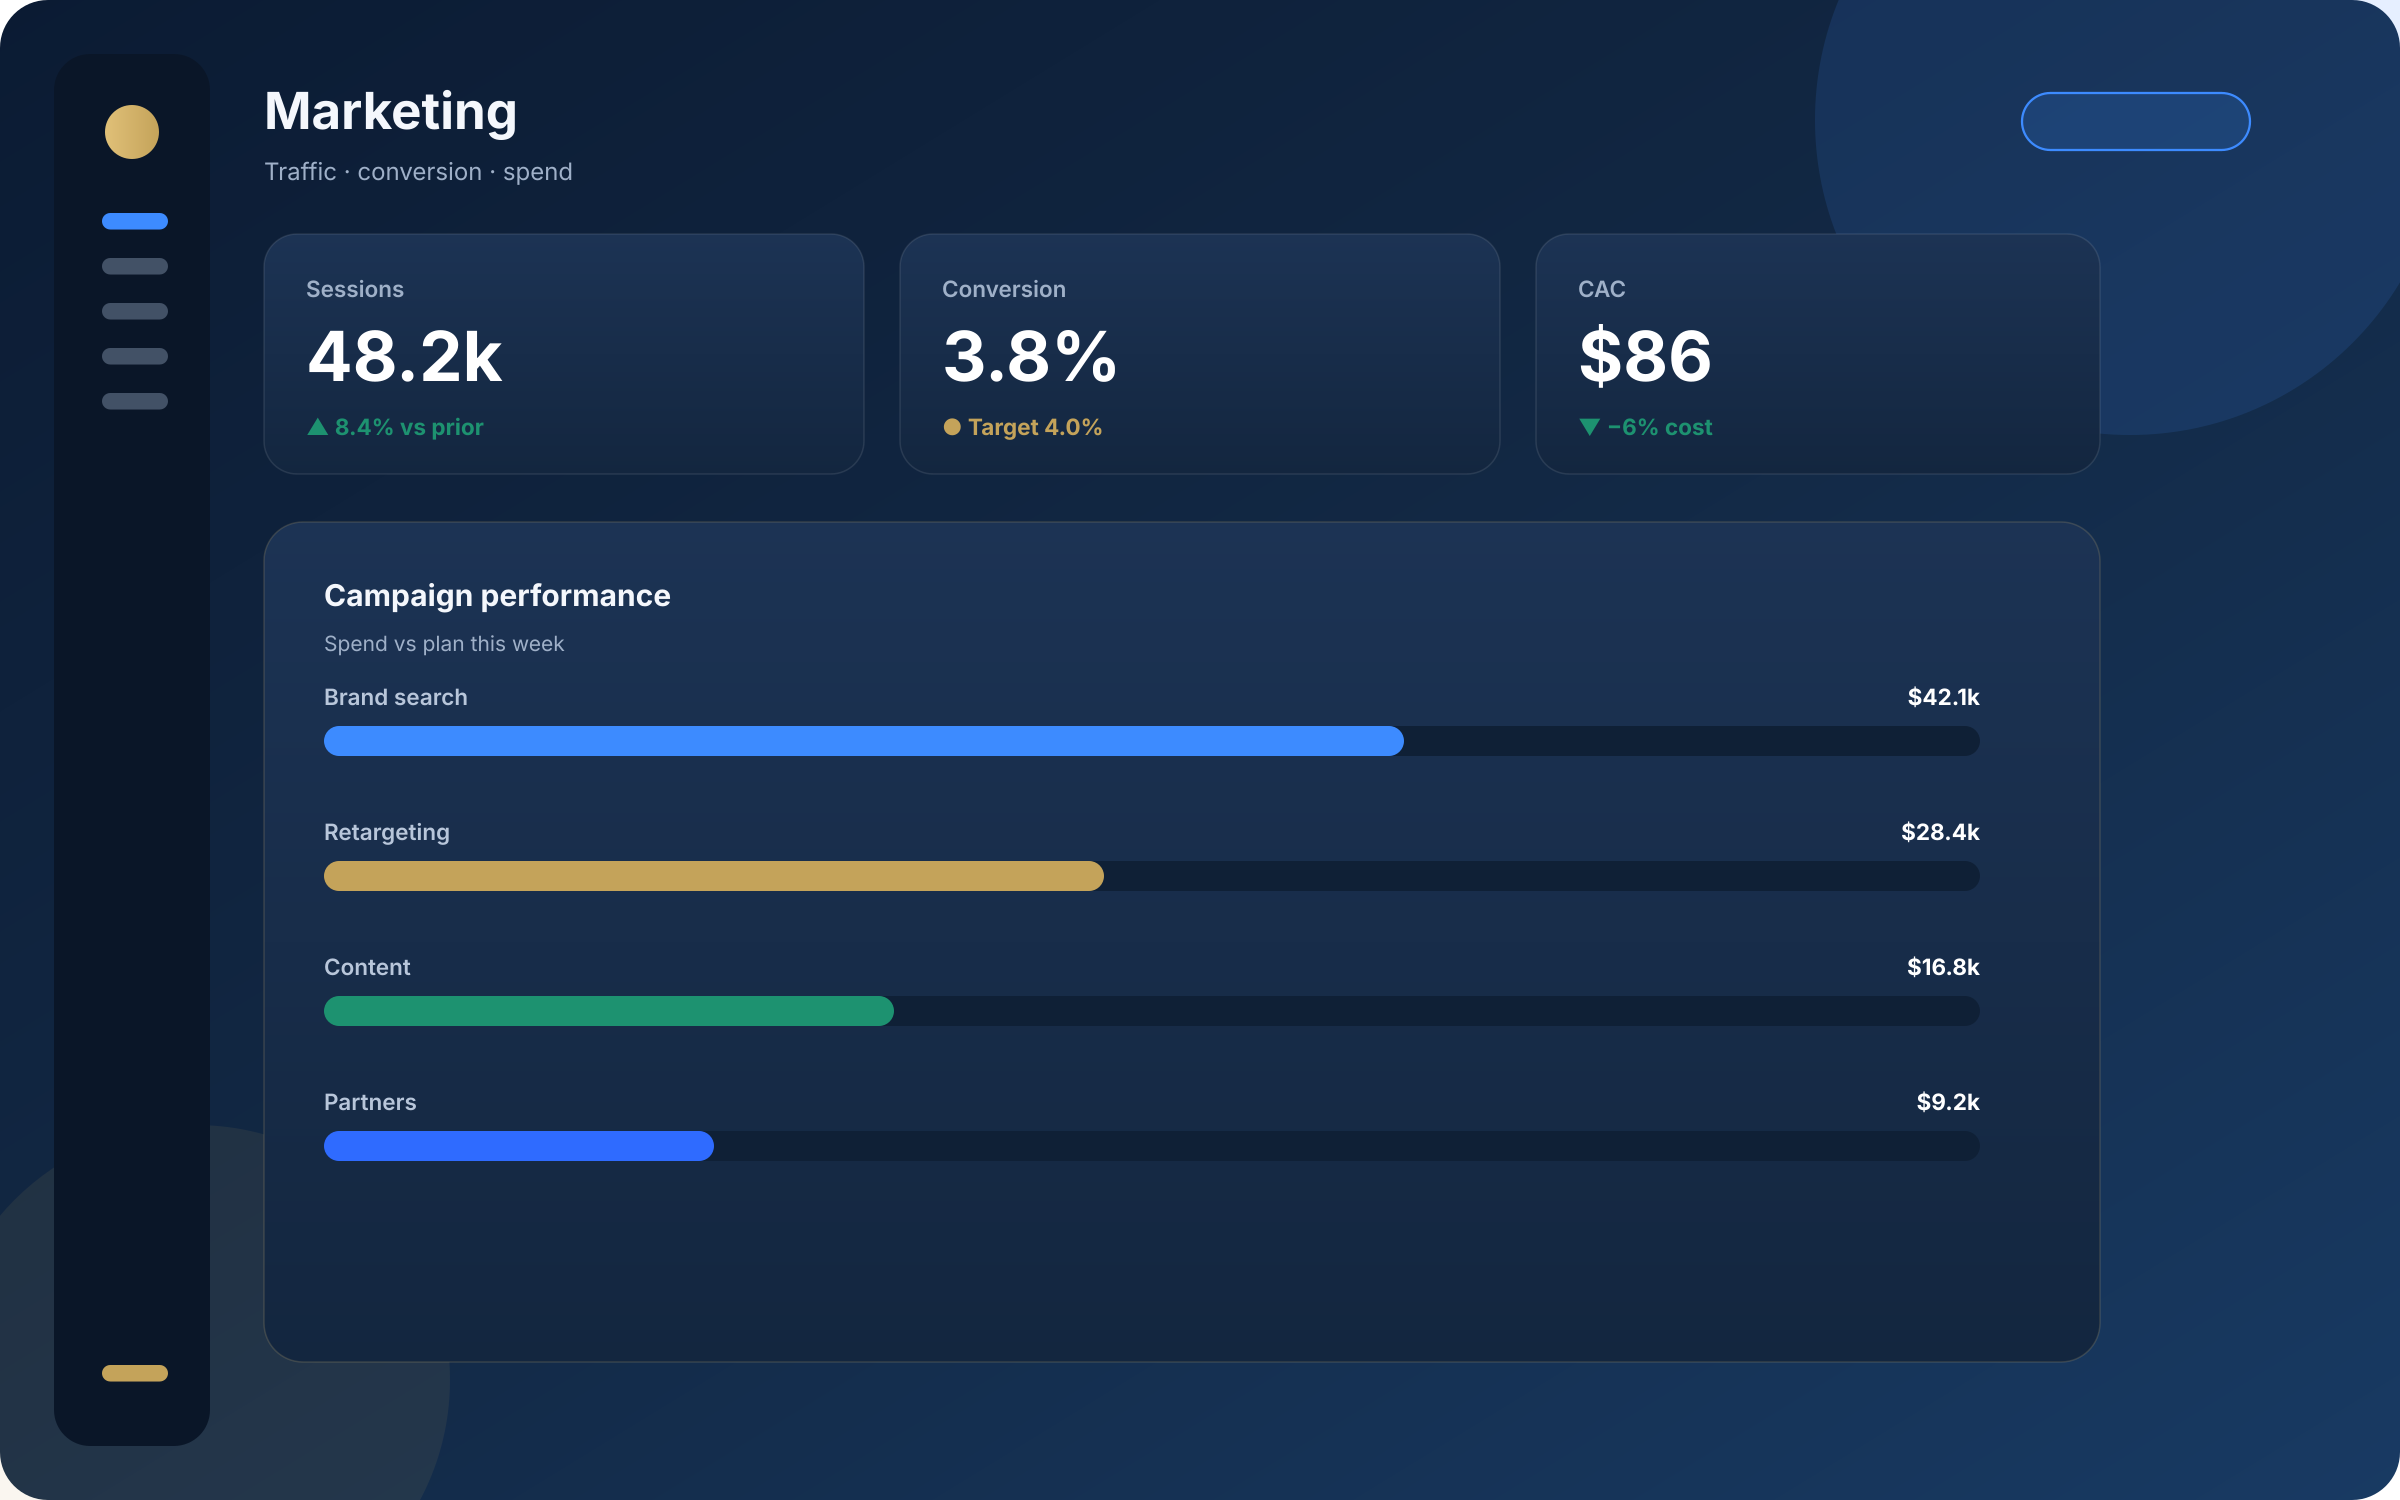 Marketing
Traffic · conversion · spend
Sessions
48.2k
▲ 8.4% vs prior
Conversion
3.8%
● Target 4.0%
CAC
$86
▼ −6% cost
Campaign performance
Spend vs plan this week
Brand search $42.1k
Retargeting $28.4k
Content $16.8k
Partners $9.2k